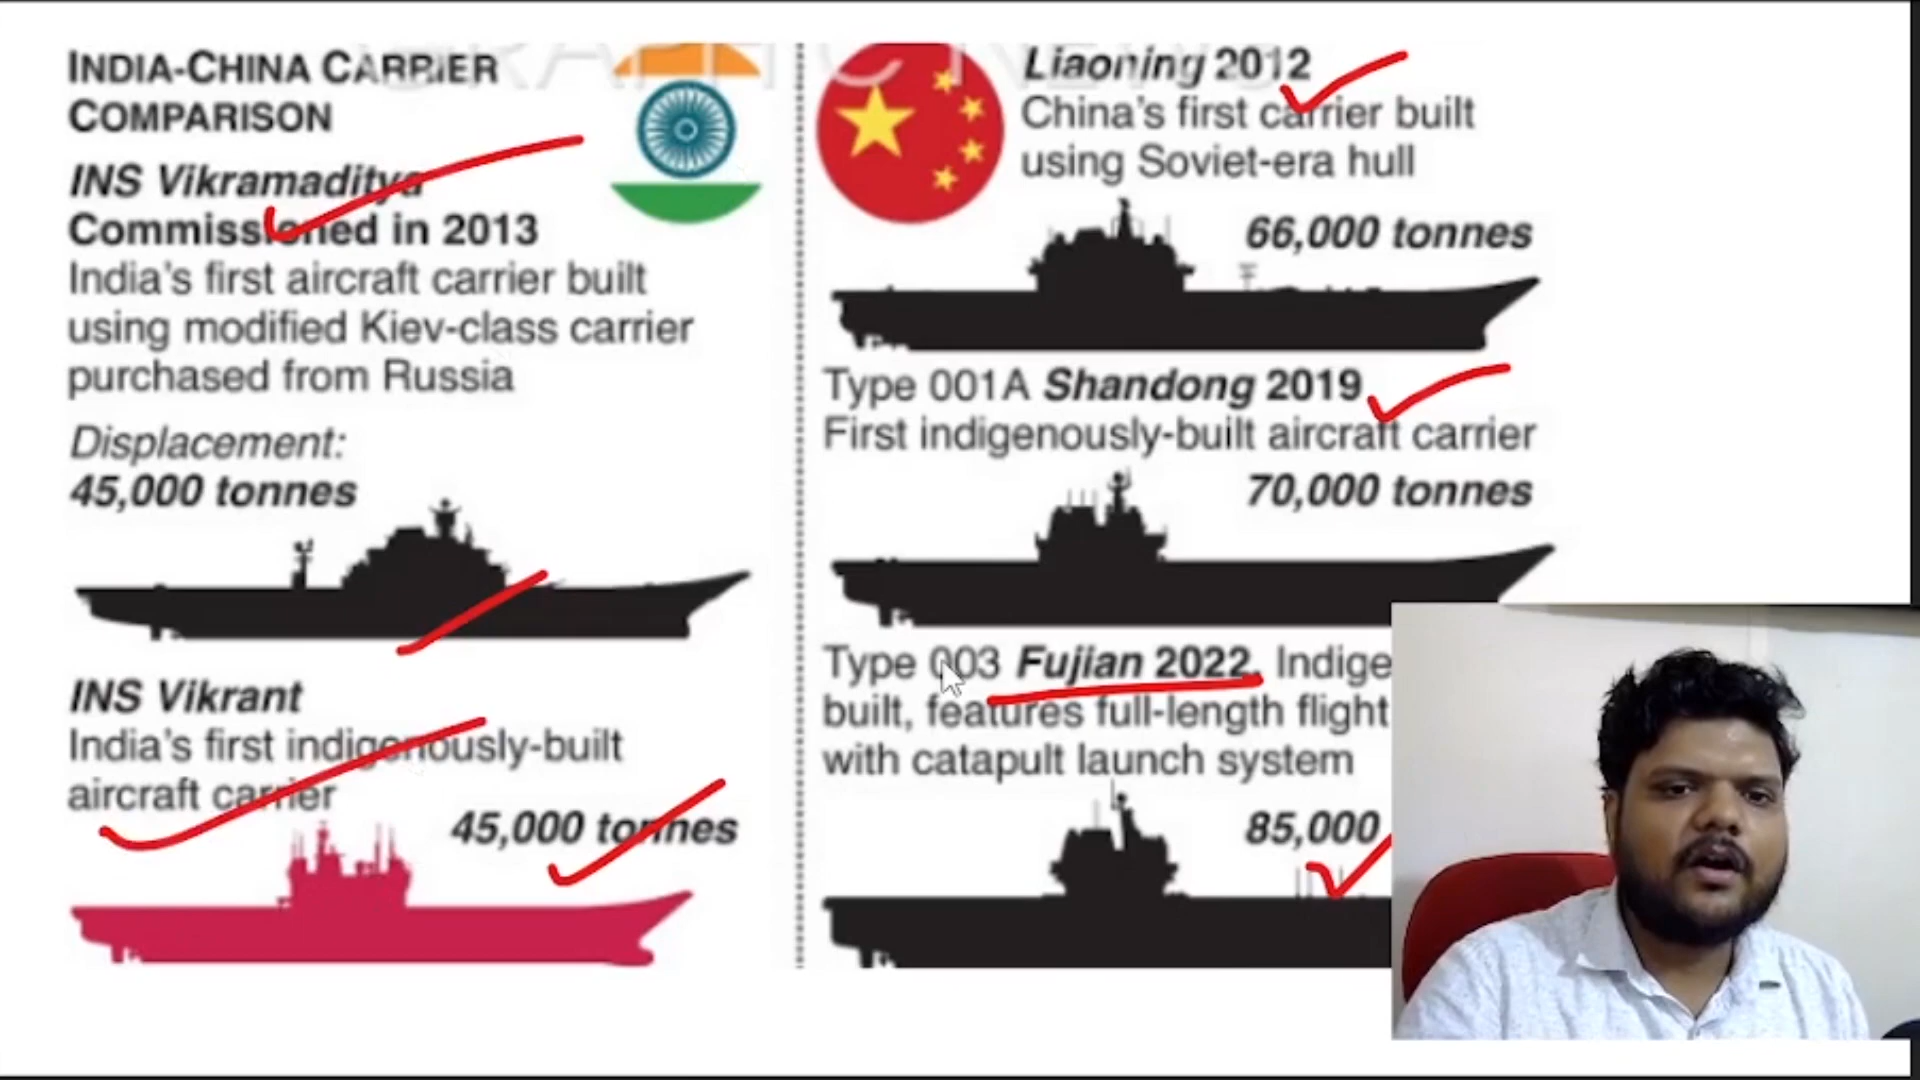 GRAPHIC NEWS
INDIA-CHINA CARRIER
COMPARISON
INS Vikramaditya
Commissioned in 2013
India's first aircraft carrier built
using modified Kiev-class carrier
purchased from Russia
Displacement:
45,000 tonnes
INS Vikrant
India's first indigenously-built
aircraft carrier
45,000 tonnes
Liaoning 2012
China's first carrier built
using Soviet-era hull
66,000 tonnes
Type 001A Shandong 2019
First indigenously-built aircraft carrier
70,000 tonnes
Type 003 Fujian 2022. Indige
built, features full-length flight
with catapult launch system
85,000